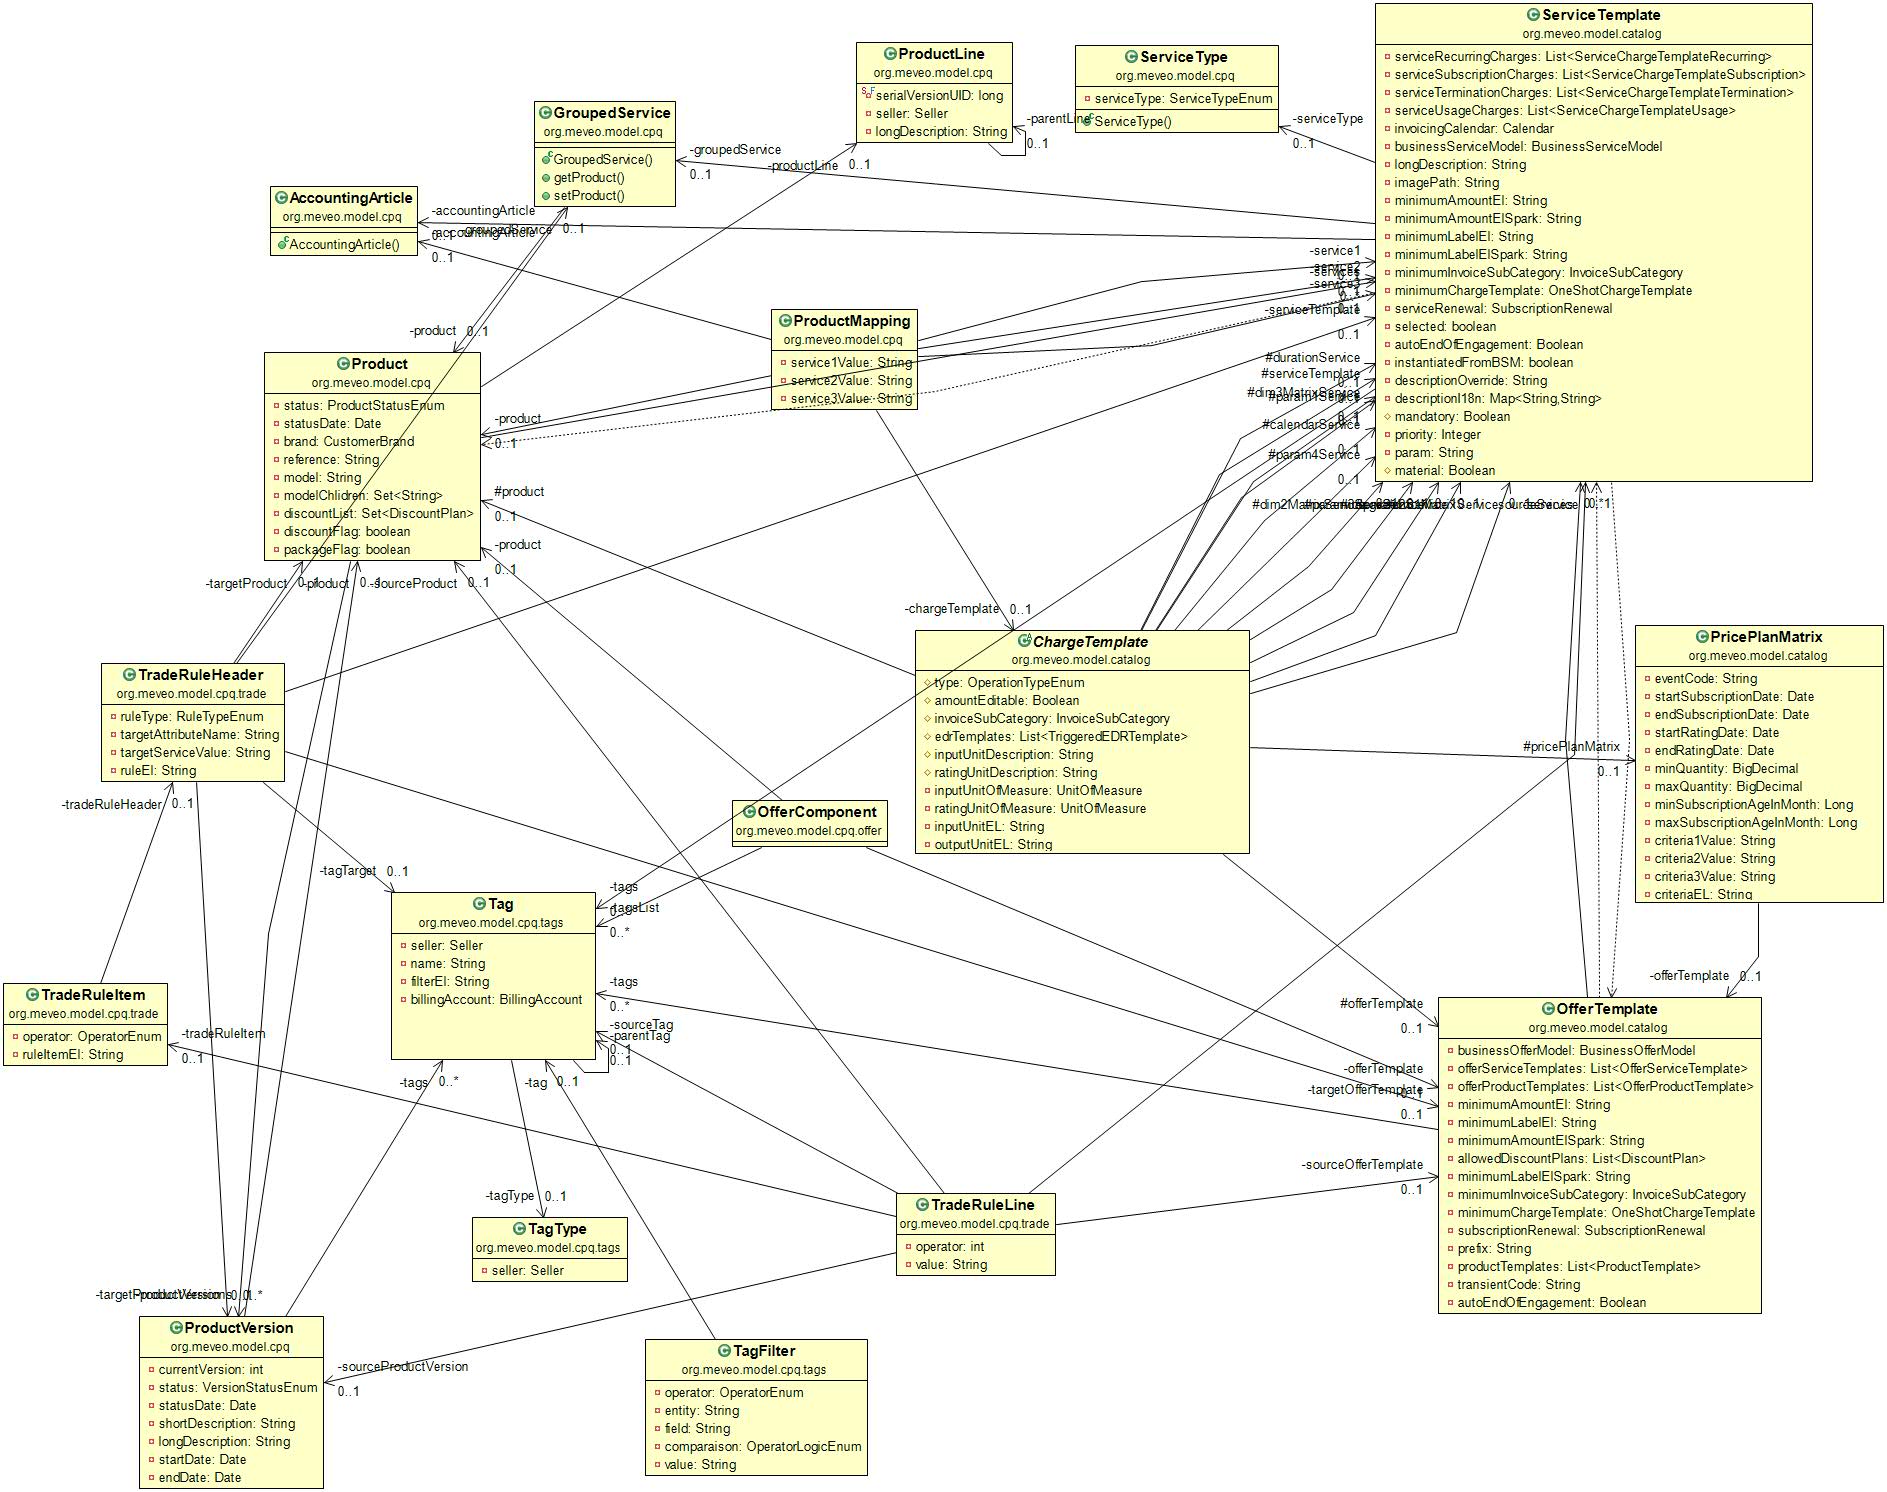 ServiceTemplate
org.meveo.model.catalog
serviceRecurringCharges: List<ServiceChargeTemplateRecurring>
serviceSubscriptionCharges: List<ServiceChargeTemplateSubscription>
serviceTerminationCharges: List<ServiceChargeTemplateTermination>
serviceUsageCharges: List<ServiceChargeTemplateUsage>
invoicingCalendar: Calendar
businessServiceModel: BusinessServiceModel
longDescription: String
imagePath: String
minimumAmountEl: String
minimumAmountElSpark: String
minimumLabelEl: String
minimumLabelElSpark: String
minimumInvoiceSubCategory: InvoiceSubCategory
minimumChargeTemplate: OneShotChargeTemplate
serviceRenewal: SubscriptionRenewal
selected: boolean
autoEndOfEngagement: Boolean
instantiatedFromBSM: boolean
descriptionOverride: String
descriptionI18n: Map<String,String>
mandatory: Boolean
priority: Integer
param: String
material: Boolean
ProductLine
org.meveo.model.cpq
serialVersionUID: long
seller: Seller
longDescription: String
-parentLine
0..1
ServiceType
org.meveo.model.cpq
serviceType: ServiceTypeEnum
ServiceType()
-serviceType
0..1
GroupedService
org.meveo.model.cpq
GroupedService()
getProduct()
setProduct()
-groupedService
0..1
-productLine
0..1
AccountingArticle
org.meveo.model.cpq
AccountingArticle()
-accountingArticle
0..1
-accountingArticle
0..1
-groupedService
0..1
-service1
-service2
-service3
-serviceTemplate
0..1
ProductMapping
org.meveo.model.cpq
service1Value: String
service2Value: String
service3Value: String
-product
0..1
Product
org.meveo.model.cpq
status: ProductStatusEnum
statusDate: Date
brand: CustomerBrand
reference: String
model: String
modelChlidren: Set<String>
discountList: Set<DiscountPlan>
discountFlag: boolean
packageFlag: boolean
-product
0..1
#product
0..1
-product
0..1
-targetProduct
0..1
-product
0..1
-sourceProduct
0..1
#durationService
#serviceTemplate
#dim3MatrixService
#param1Service
#calendarService
0..1
#param4Service
0..1
-chargeTemplate
0..1
ChargeTemplate
org.meveo.model.catalog
type: OperationTypeEnum
amountEditable: Boolean
invoiceSubCategory: InvoiceSubCategory
edrTemplates: List<TriggeredEDRTemplate>
inputUnitDescription: String
ratingUnitDescription: String
inputUnitOfMeasure: UnitOfMeasure
ratingUnitOfMeasure: UnitOfMeasure
inputUnitEL: String
outputUnitEL: String
#pricePlanMatrix
0..1
PricePlanMatrix
org.meveo.model.catalog
eventCode: String
startSubscriptionDate: Date
endSubscriptionDate: Date
startRatingDate: Date
endRatingDate: Date
minQuantity: BigDecimal
maxQuantity: BigDecimal
minSubscriptionAgeInMonth: Long
maxSubscriptionAgeInMonth: Long
criteria1Value: String
criteria2Value: String
criteria3Value: String
criteriaEL: String
TradeRuleHeader
org.meveo.model.cpq.trade
ruleType: RuleTypeEnum
targetAttributeName: String
targetServiceValue: String
ruleEl: String
-tradeRuleHeader
0..1
OfferComponent
org.meveo.model.cpq.offer
-tagTarget
0..1
-tags
-tagsList
0..*
Tag
org.meveo.model.cpq.tags
seller: Seller
name: String
filterEl: String
billingAccount: BillingAccount
-tags
0..*
-sourceTag
-parentTag
0..1
0..1
-tags
0..*
-tag
0..1
TradeRuleItem
org.meveo.model.cpq.trade
operator: OperatorEnum
ruleItemEl: String
-tradeRuleItem
0..1
-offerTemplate
0..1
#offerTemplate
0..1
-offerTemplate
-targetOfferTemplate
0..1
-sourceOfferTemplate
0..1
OfferTemplate
org.meveo.model.catalog
businessOfferModel: BusinessOfferModel
offerServiceTemplates: List<OfferServiceTemplate>
offerProductTemplates: List<OfferProductTemplate>
minimumAmountEl: String
minimumLabelEl: String
minimumAmountElSpark: String
allowedDiscountPlans: List<DiscountPlan>
minimumLabelElSpark: String
minimumInvoiceSubCategory: InvoiceSubCategory
minimumChargeTemplate: OneShotChargeTemplate
subscriptionRenewal: SubscriptionRenewal
prefix: String
productTemplates: List<ProductTemplate>
transientCode: String
autoEndOfEngagement: Boolean
-tagType
0..1
TagType
org.meveo.model.cpq.tags
seller: Seller
TradeRuleLine
org.meveo.model.cpq.trade
operator: int
value: String
ProductVersion
org.meveo.model.cpq
currentVersion: int
status: VersionStatusEnum
statusDate: Date
shortDescription: String
longDescription: String
startDate: Date
endDate: Date
-sourceProductVersion
0..1
TagFilter
org.meveo.model.cpq.tags
operator: OperatorEnum
entity: String
field: String
comparaison: OperatorLogicEnum
value: String